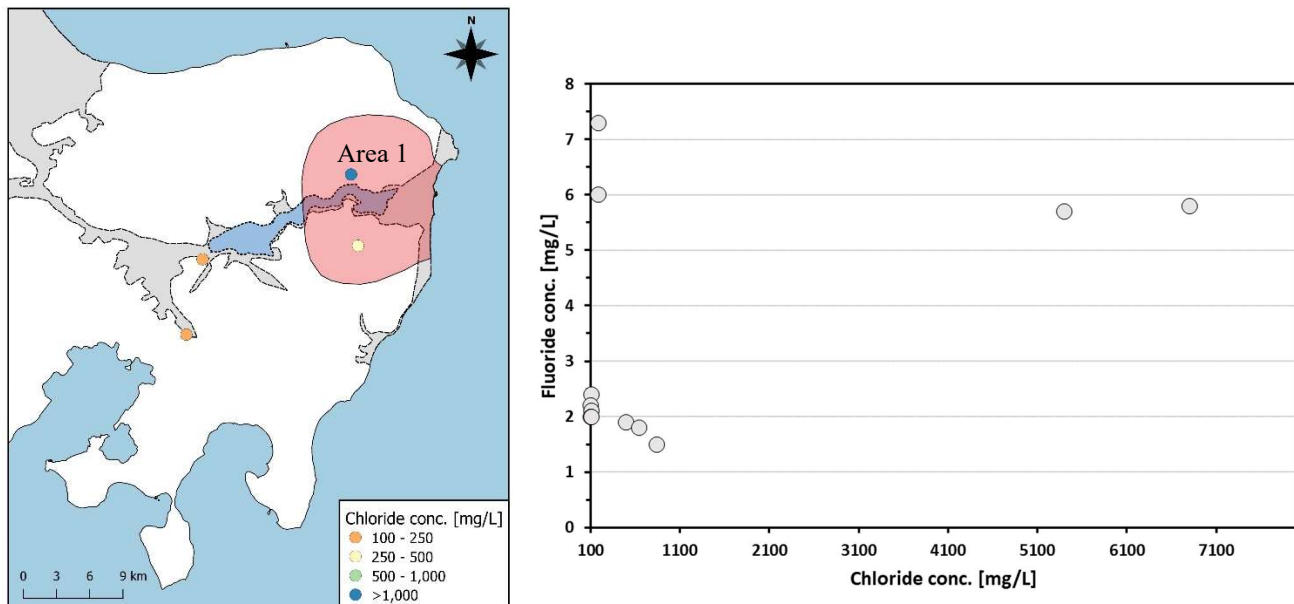 N
Area 1
Chloride conc. [mg/L]
100 - 250
250 - 500
500 - 1,000
>1,000
0 3 6 9 km
8
7
6
5
4
3
2
1
0
Fluoride conc. [mg/L]
100 1100 2100 3100 4100 5100 6100 7100
Chloride conc. [mg/L]